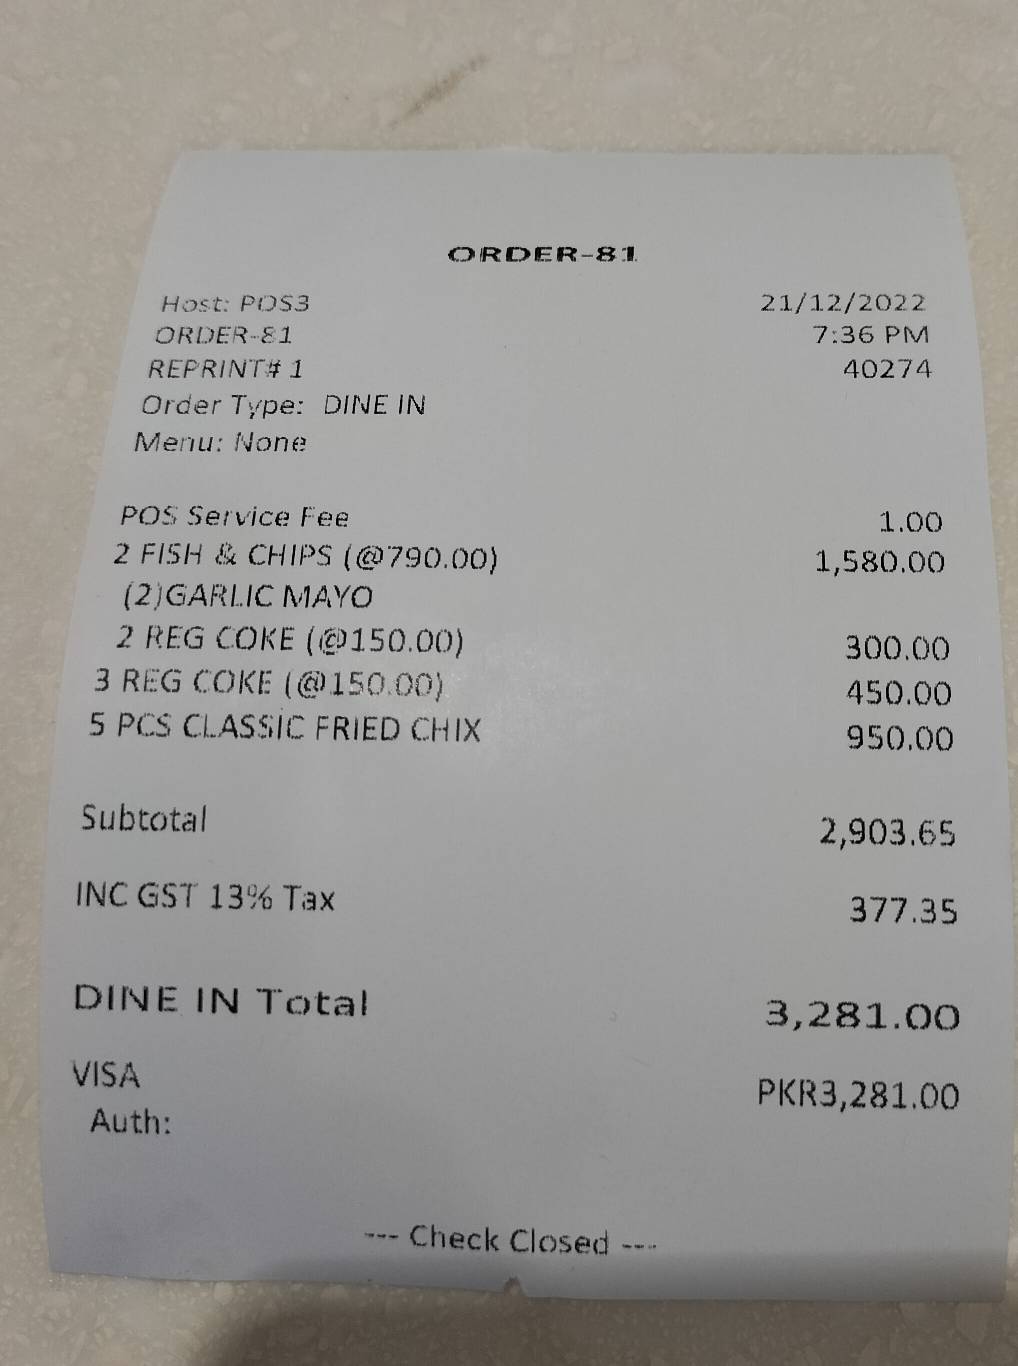 ORDER-81
Host: POS3 21/12/2022
ORDER-81 7:36 PM
REPRINT# 1 40274
Order Type: DINE IN
Menu: None
POS Service Fee 1.00
2 FISH & CHIPS (@790.00) 1,580.00
(2)GARLIC MAYO
2 REG COKE (@150.00) 300.00
3 REG COKE (@150.00) 450.00
5 PCS CLASSIC FRIED CHIX 950.00
Subtotal 2,903.65
INC GST 13% Tax 377.35
DINE IN Total 3,281.00
VISA PKR3,281.00
Auth:
--- Check Closed ---